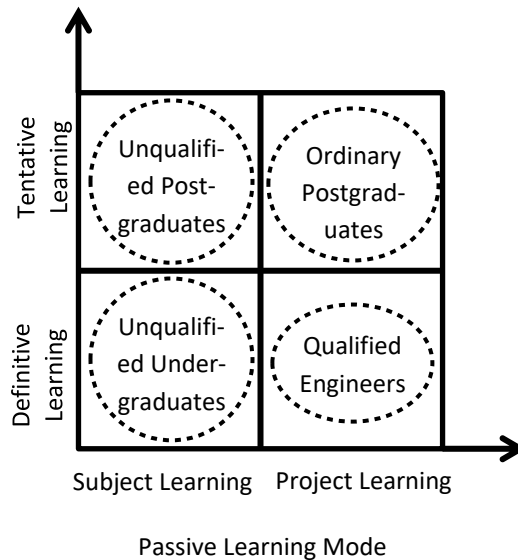 Tentative
Learning
Unqualifi-
ed Post-
graduates
Ordinary
Postgrad-
uates
Definitive
Learning
Unqualifi-
ed Under-
graduates
Qualified
Engineers
Subject Learning
Project Learning
Passive Learning Mode